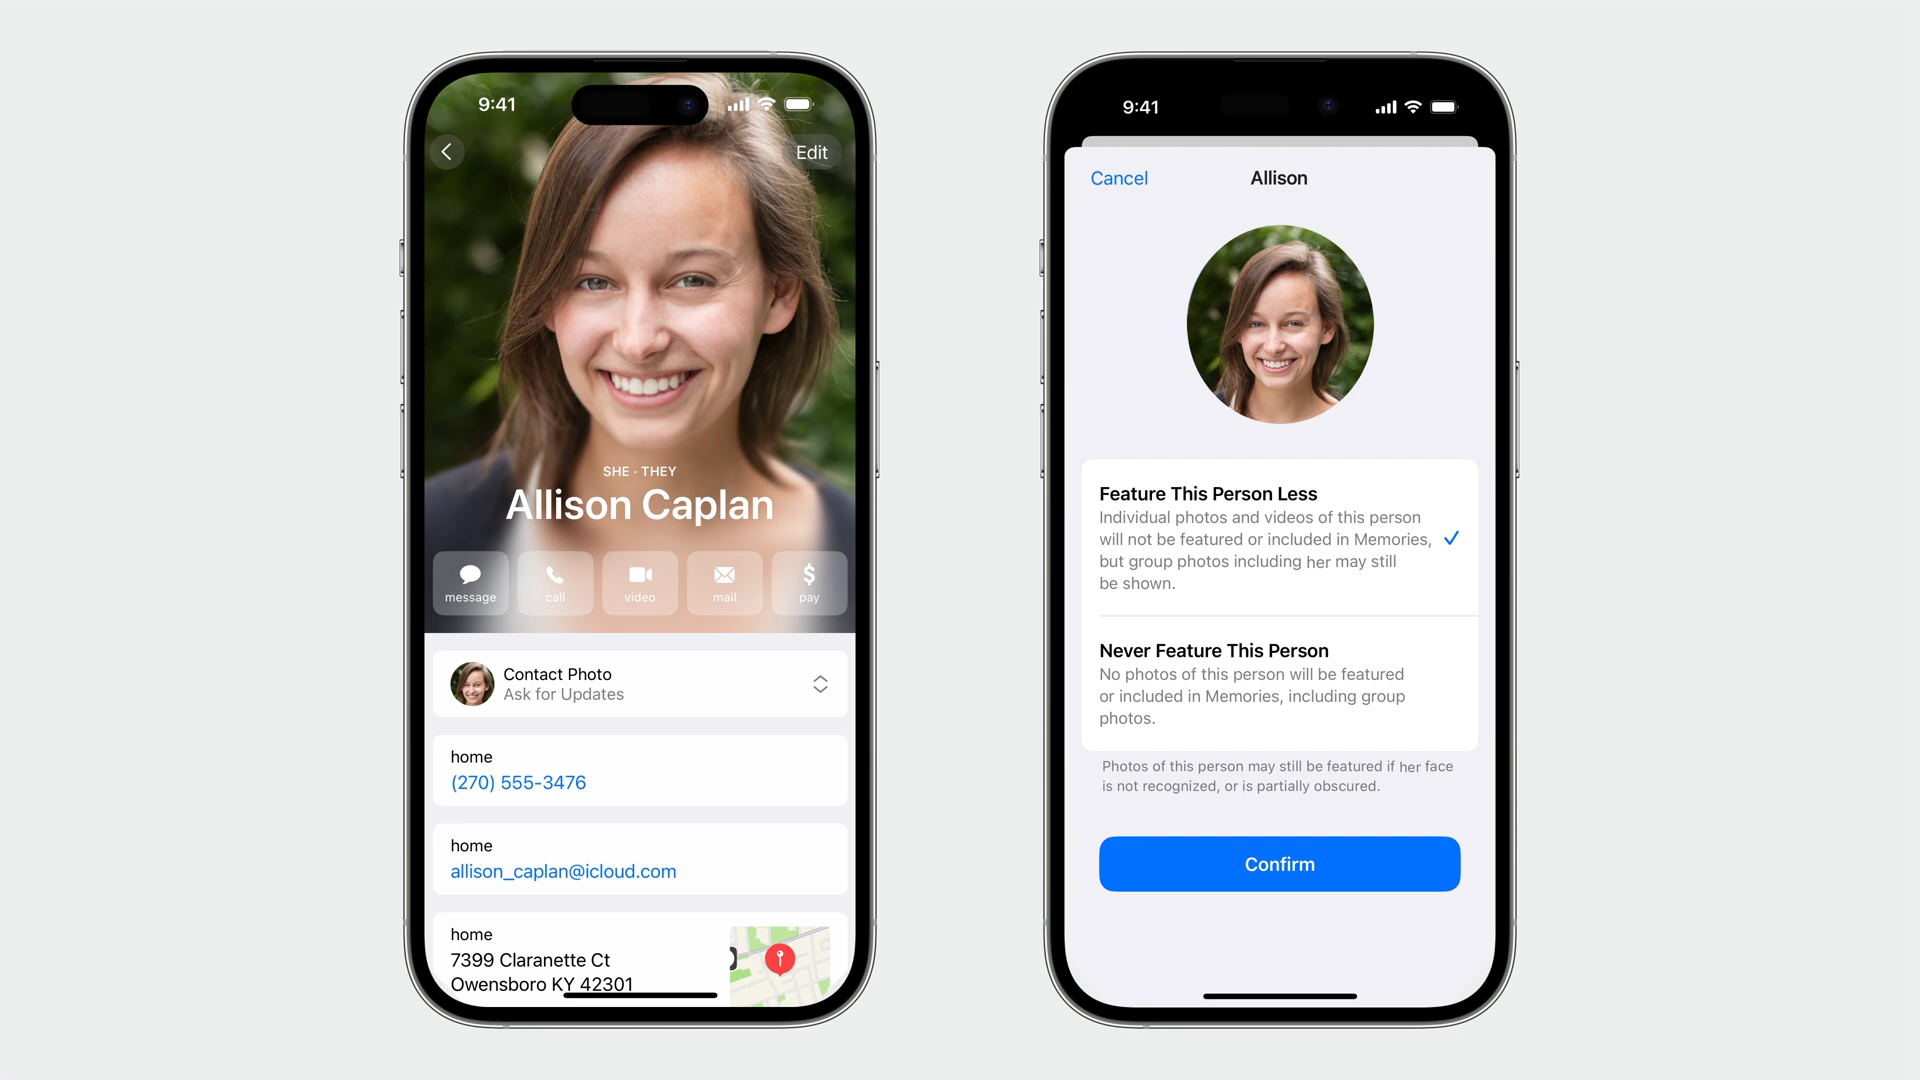 9:41
Edit
SHE · THEY
Allison Caplan
message
call
video
mail
pay
Contact Photo
Ask for Updates
home
(270) 555-3476
home
allison_caplan@icloud.com
home
7399 Claranette Ct
Owensboro KY 42301
9:41
Cancel
Allison
Feature This Person Less
Individual photos and videos of this person
will not be featured or included in Memories,
but group photos including her may still
be shown.
Never Feature This Person
No photos of this person will be featured
or included in Memories, including group
photos.
Photos of this person may still be featured if her face
is not recognized, or is partially obscured.
Confirm